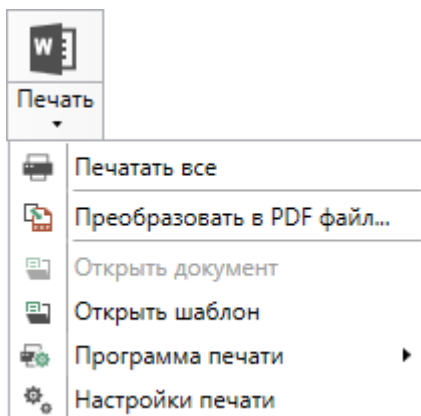 W
Печать
Печатать все
Преобразовать в PDF файл...
Открыть документ
Открыть шаблон
Программа печати
Настройки печати